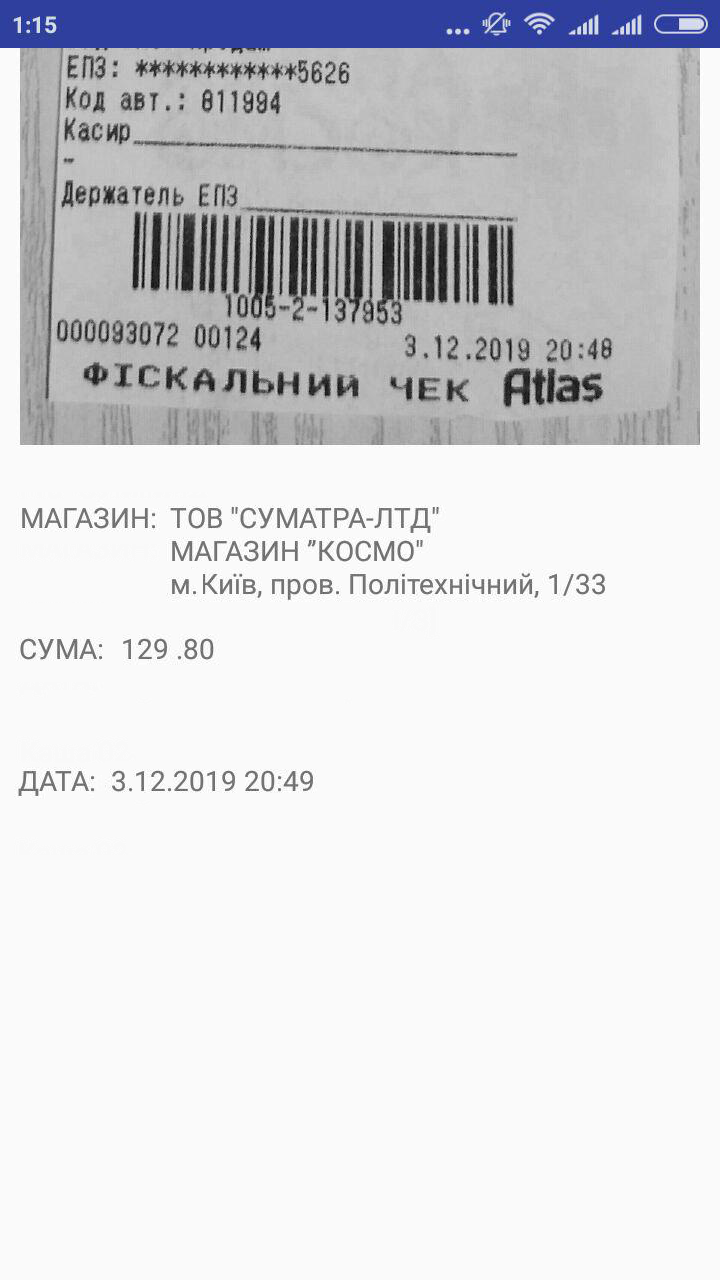 1:15
ЕПЗ: ************5626
Код авт.: 811994
Касир
-
Держатель ЕПЗ
1005-2-137953
000093072 00124
3.12.2019 20:48
ФІСКАЛЬНИЙ ЧЕК Atlas
МАГАЗИН: ТОВ "СУМАТРА-ЛТД"
МАГАЗИН "КОСМО"
м.Київ, пров. Політехнічний, 1/33
СУМА: 129 .80
ДАТА: 3.12.2019 20:49